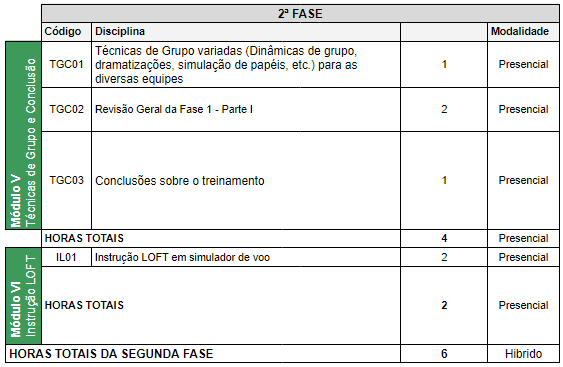 2ª FASE
Código Disciplina Modalidade
Módulo V
Técnicas de Grupo e Conclusão
TGC01 Técnicas de Grupo variadas (Dinâmicas de grupo,
dramatizações, simulação de papéis, etc.) para as
diversas equipes 1 Presencial
TGC02 Revisão Geral da Fase 1 - Parte I 2 Presencial
TGC03 Conclusões sobre o treinamento 1 Presencial
HORAS TOTAIS 4 Presencial
Módulo VI
Instrução LOFT
IL01 Instrução LOFT em simulador de voo 2 Presencial
HORAS TOTAIS 2 Presencial
HORAS TOTAIS DA SEGUNDA FASE 6 Hibrido